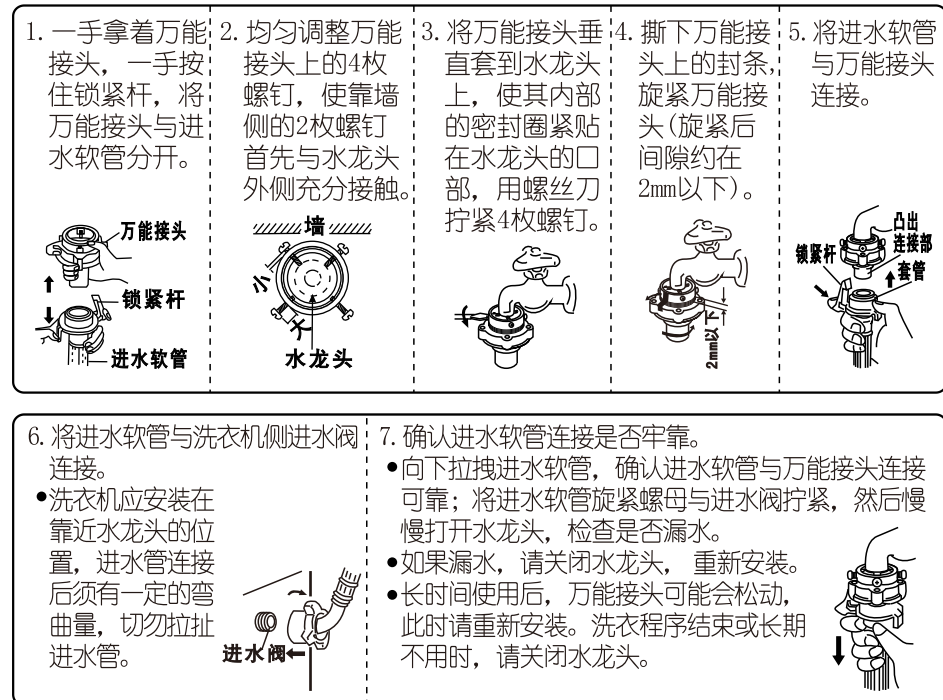 1. 一手拿着万能
接头，一手按
住锁紧杆，将
万能接头与进
水软管分开。
万能接头
锁紧杆
进水软管
2. 均匀调整万能
接头上的4枚
螺钉，使靠墙
侧的2枚螺钉
首先与水龙头
外侧充分接触。
墙
小
大
水龙头
3. 将万能接头垂
直套到水龙头
上，使其内部
的密封圈紧贴
在水龙头的口
部，用螺丝刀
拧紧4枚螺钉。
4. 撕下万能接
头上的封条,
旋紧万能接
头(旋紧后
间隙约在
2mm以下)。
2mm以下
5. 将进水软管
与万能接头
连接。
凸出
连接部
锁紧杆
套管
6. 将进水软管与洗衣机侧进水阀
连接。
●洗衣机应安装在
靠近水龙头的位
置，进水管连接
后须有一定的弯
曲量，切勿拉扯
进水管。
进水阀
7. 确认进水软管连接是否牢靠。
●向下拉拽进水软管，确认进水软管与万能接头连接
可靠；将进水软管旋紧螺母与进水阀拧紧，然后慢
慢打开水龙头，检查是否漏水。
●如果漏水，请关闭水龙头，重新安装。
●长时间使用后，万能接头可能会松动，
此时请重新安装。洗衣程序结束或长期
不用时，请关闭水龙头。